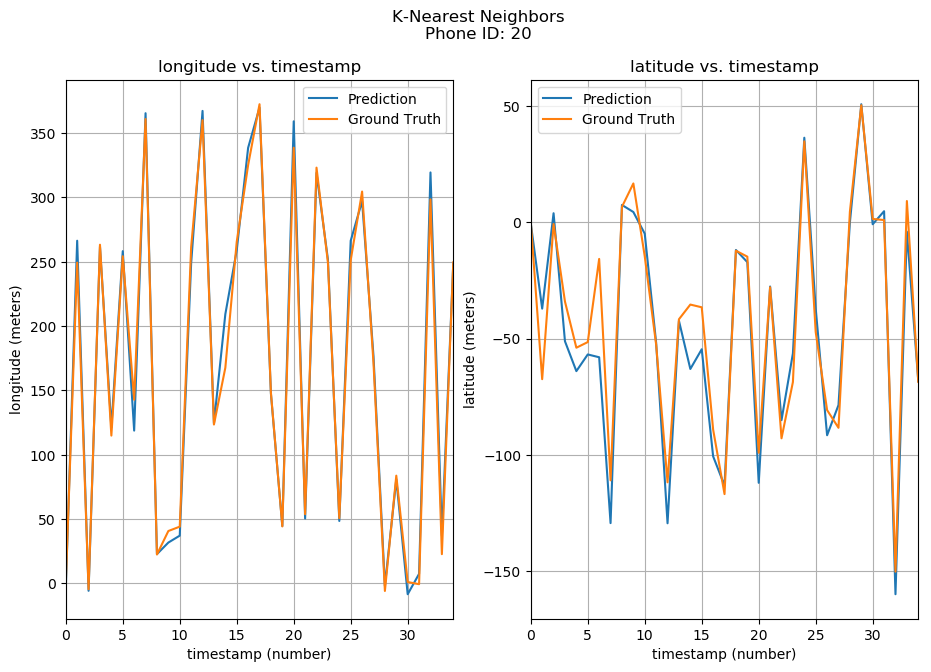 K-Nearest Neighbors
Phone ID: 20
longitude vs. timestamp
Prediction
Ground Truth
350
300
250
200
150
100
50
0
longitude (meters)
0 5 10 15 20 25 30
timestamp (number)
latitude vs. timestamp
Prediction
Ground Truth
50
0
−50
−100
−150
latitude (meters)
0 5 10 15 20 25 30
timestamp (number)